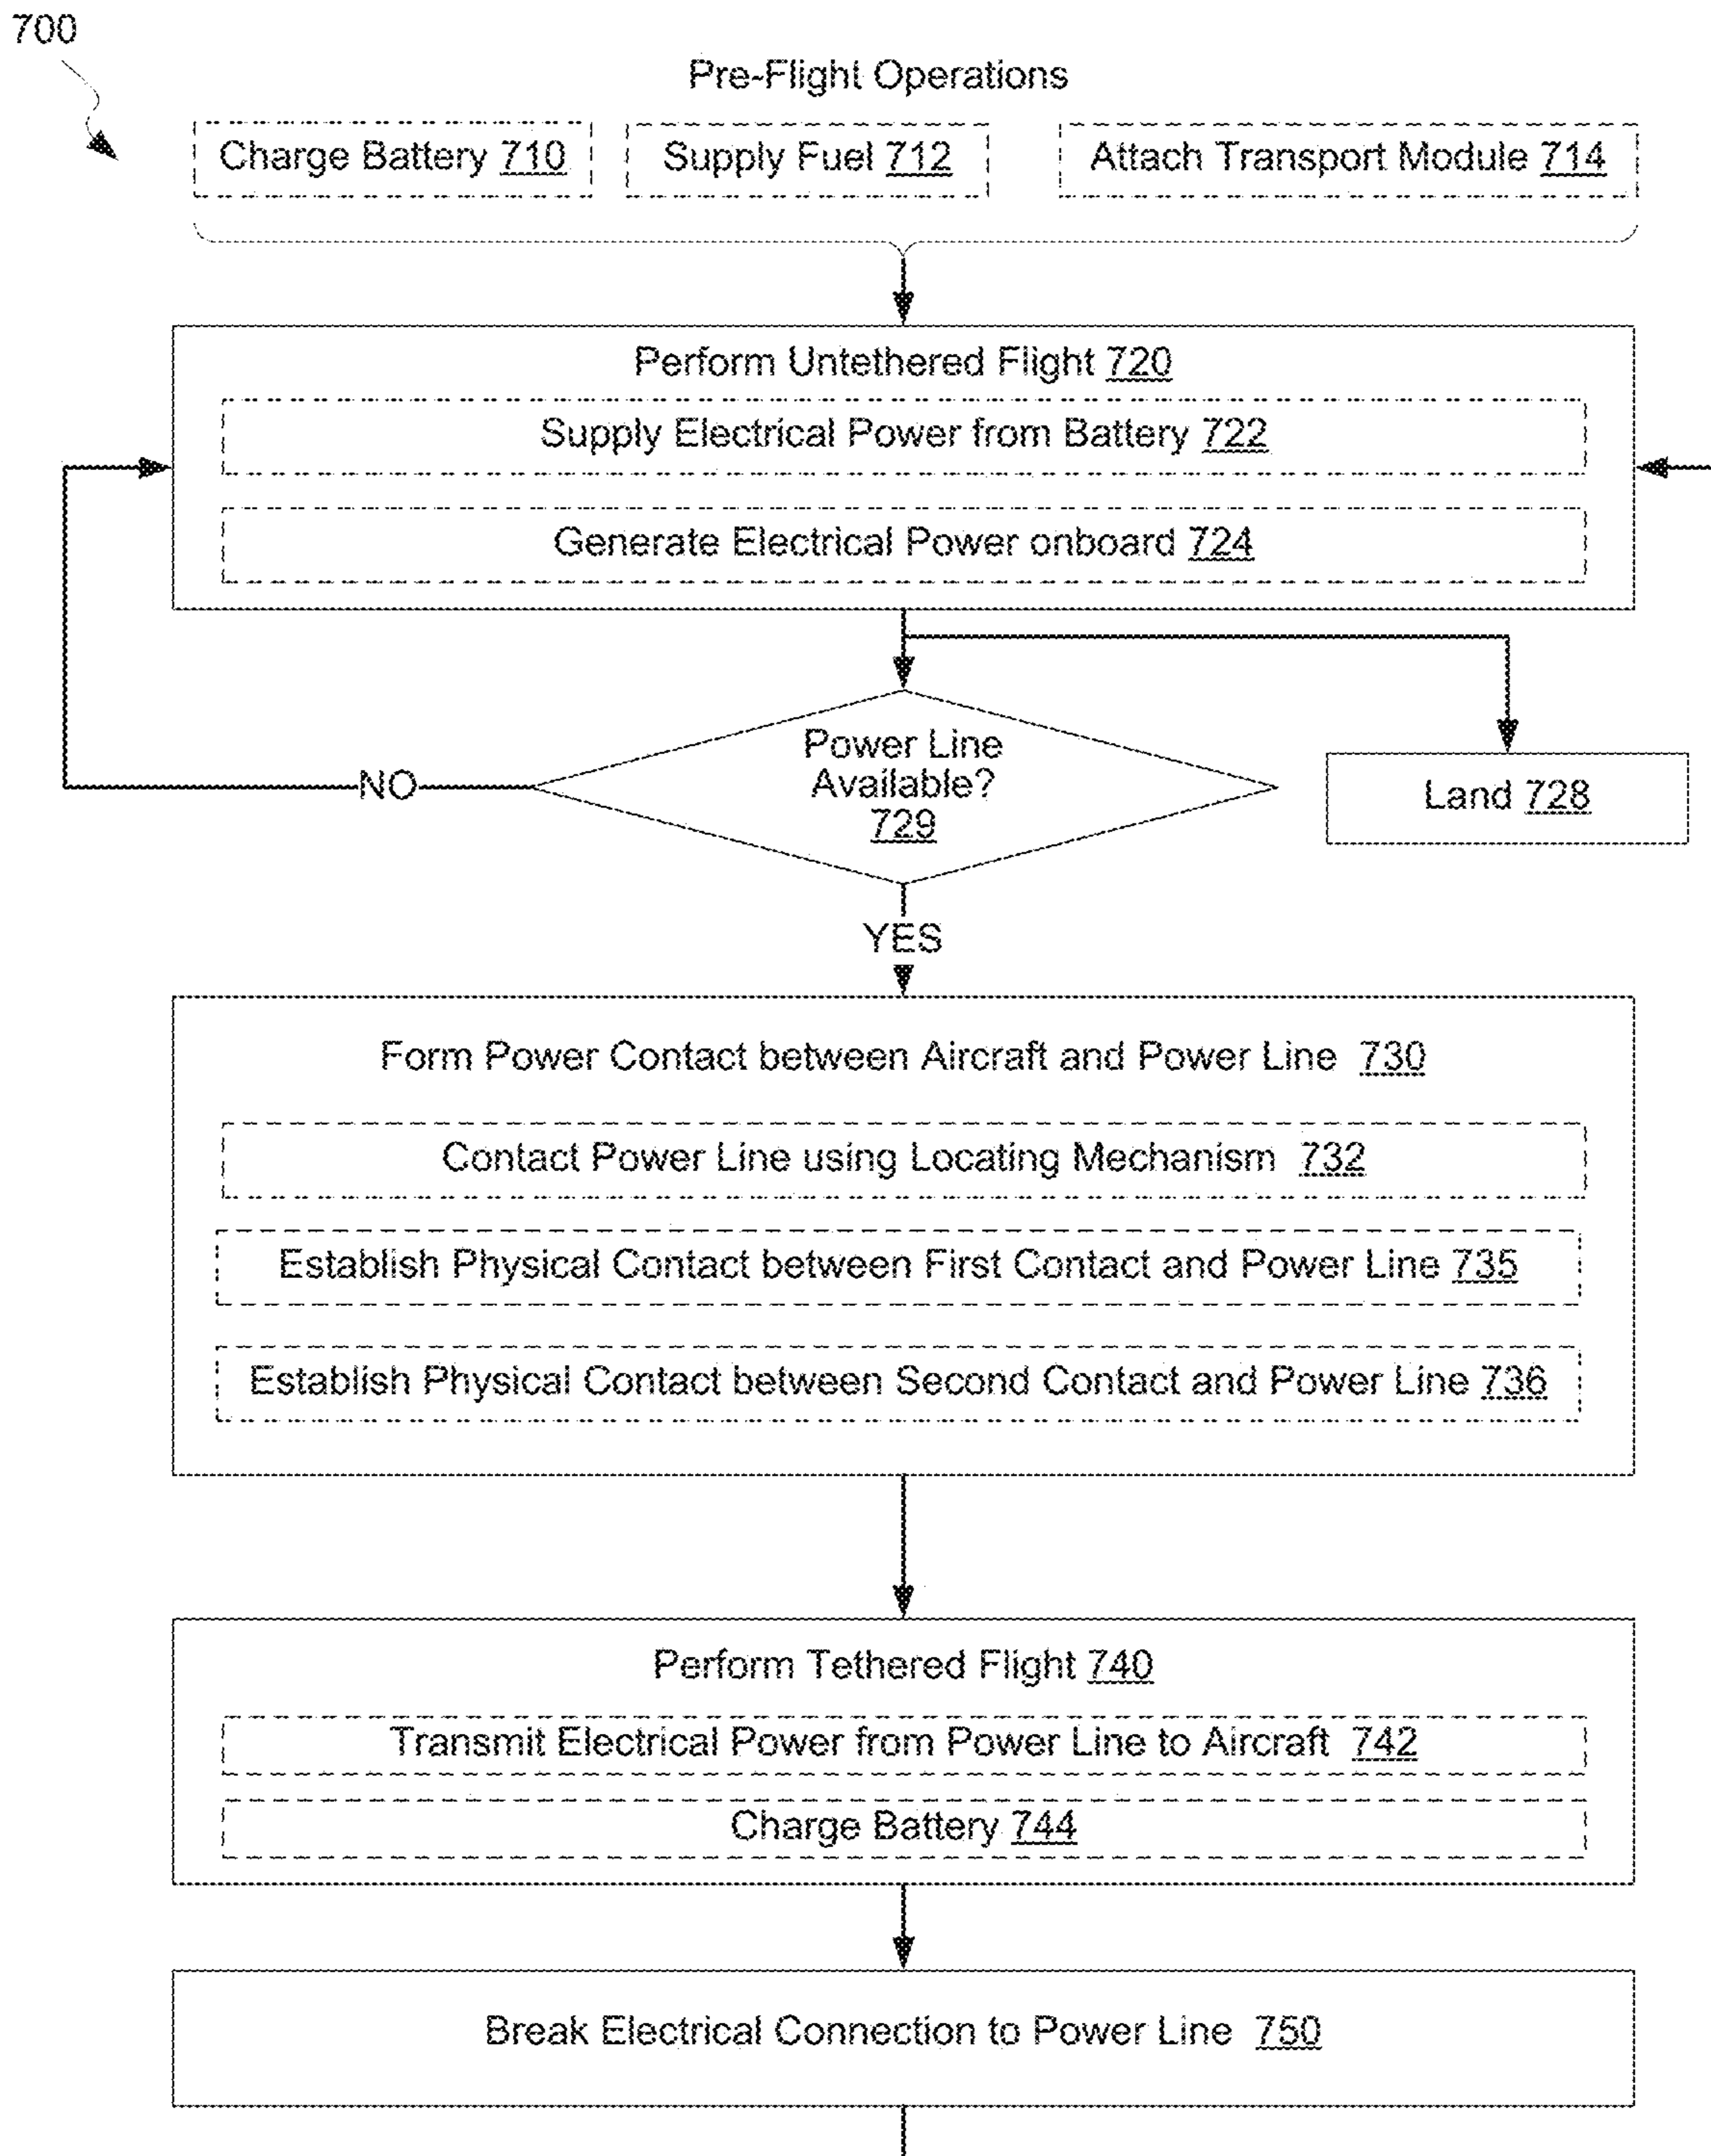 700
Pre-Flight Operations
Charge Battery 710
Supply Fuel 712
Attach Transport Module 714
Perform Untethered Flight 720
Supply Electrical Power from Battery 722
Generate Electrical Power onboard 724
Power Line
Available?
729
NO
Land 728
YES
Form Power Contact between Aircraft and Power Line 730
Contact Power Line using Locating Mechanism 732
Establish Physical Contact between First Contact and Power Line 735
Establish Physical Contact between Second Contact and Power Line 736
Perform Tethered Flight 740
Transmit Electrical Power from Power Line to Aircraft 742
Charge Battery 744
Break Electrical Connection to Power Line 750